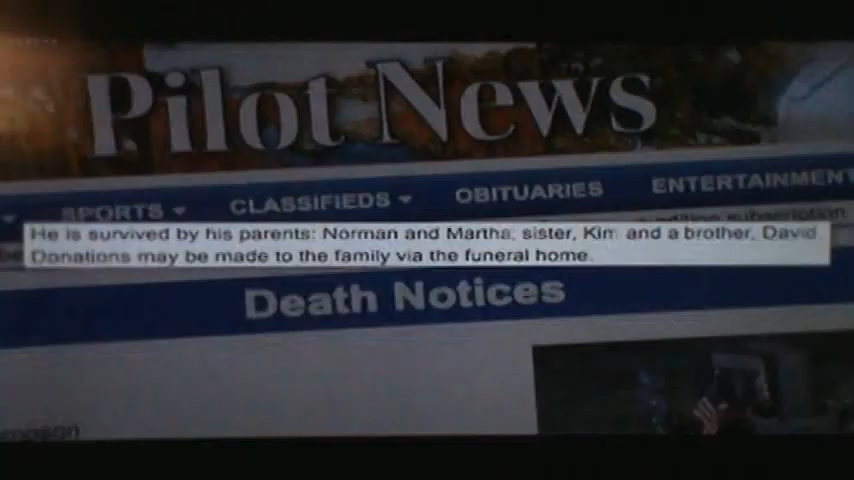 Pilot News
SPORTS CLASSIFIEDS OBITUARIES ENTERTAINMENT
subscription
He is survived by his parents: Norman and Martha; sister, Kim and a brother, David.
Donations may be made to the family via the funeral home.
Death Notices